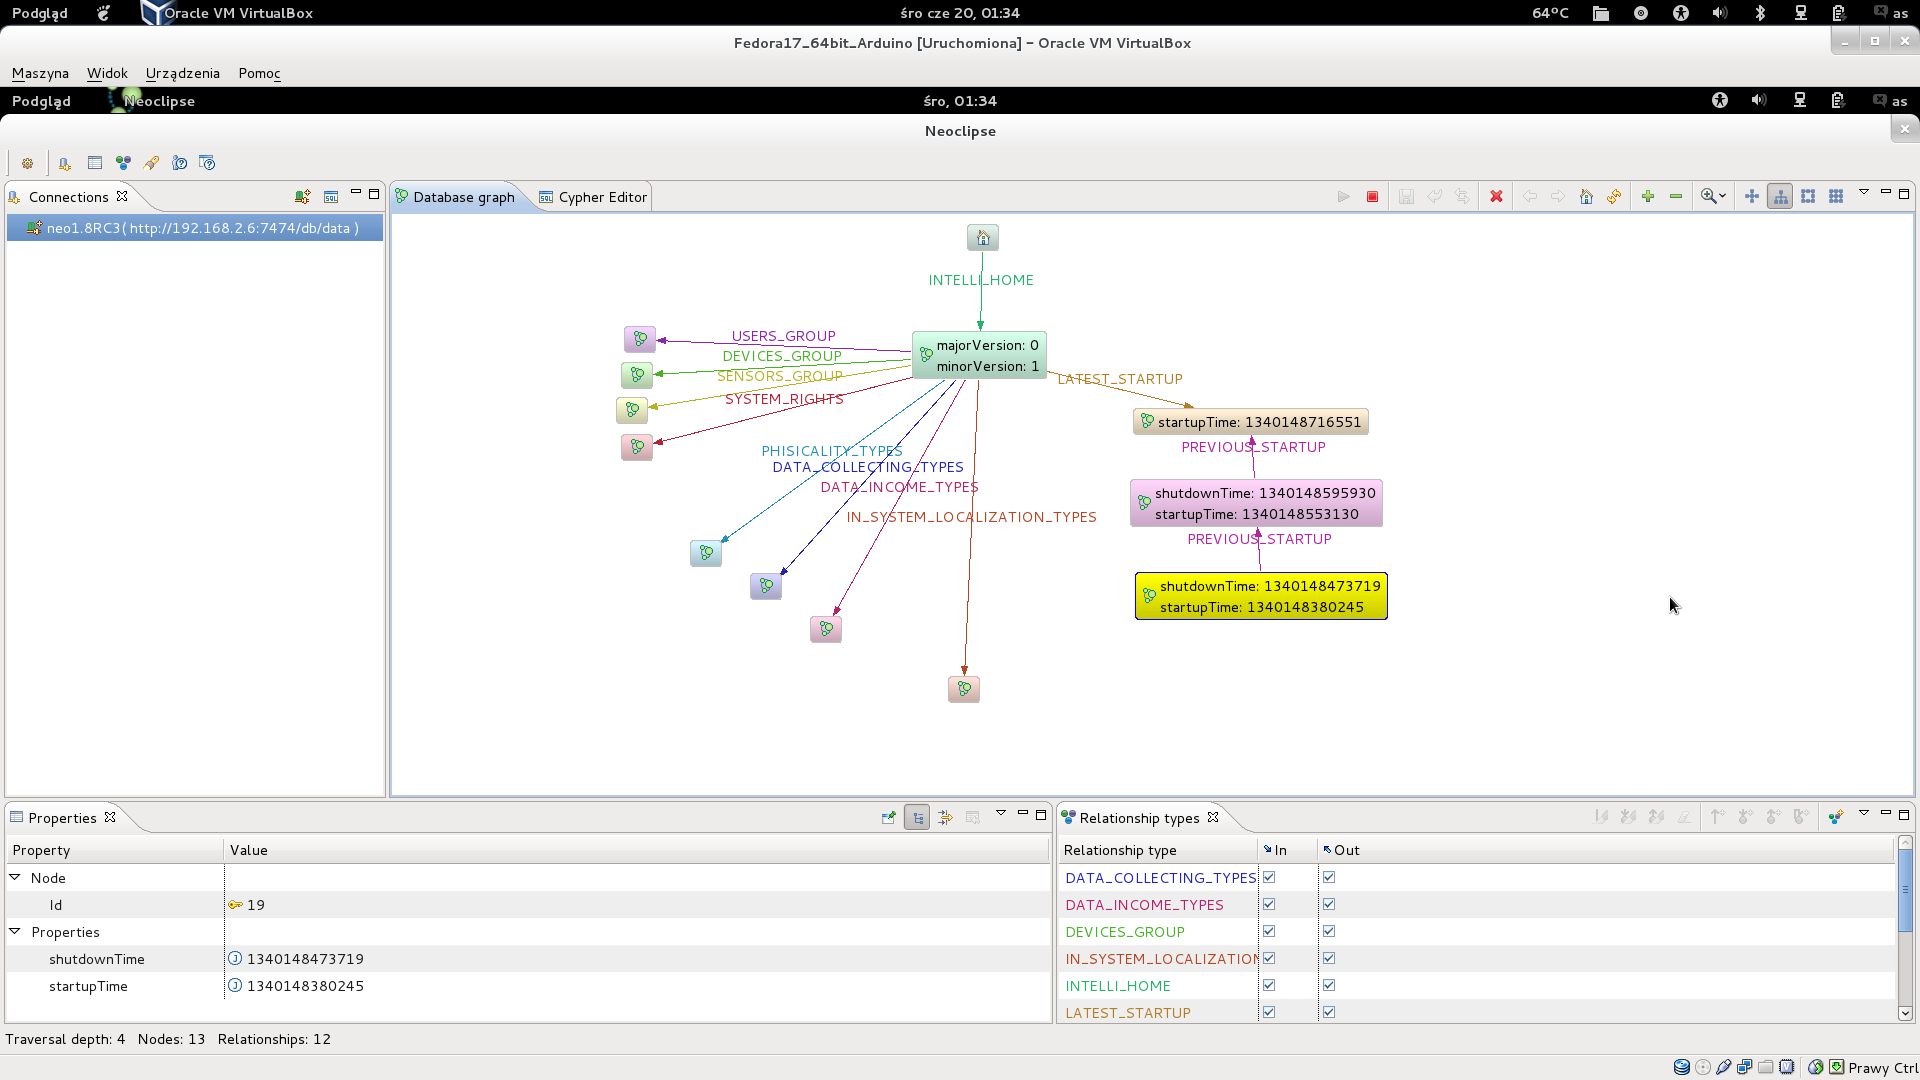 Podgląd Oracle VM VirtualBox śro cze 20, 01:34 64°C as
Fedora17_64bit_Arduino [Uruchomiona] – Oracle VM VirtualBox
Maszyna Widok Urządzenia Pomoc
Podgląd Neoclipse śro, 01:34 as
Neoclipse
Connections
neo1.8RC3( http://192.168.2.6:7474/db/data )
Database graph Cypher Editor
INTELLI_HOME
majorVersion: 0
minorVersion: 1
USERS_GROUP
DEVICES_GROUP
SENSORS_GROUP
SYSTEM_RIGHTS
PHISICALITY_TYPES
DATA_COLLECTING_TYPES
DATA_INCOME_TYPES
IN_SYSTEM_LOCALIZATION_TYPES
LATEST_STARTUP
startupTime: 1340148716551
PREVIOUS_STARTUP
shutdownTime: 1340148595930
startupTime: 1340148553130
PREVIOUS_STARTUP
shutdownTime: 1340148473719
startupTime: 1340148380245
Properties
Property Value
Node
Id 19
Properties
shutdownTime 1340148473719
startupTime 1340148380245
Relationship types
Relationship type In Out
DATA_COLLECTING_TYPES
DATA_INCOME_TYPES
DEVICES_GROUP
IN_SYSTEM_LOCALIZATION
INTELLI_HOME
LATEST_STARTUP
Traversal depth: 4 Nodes: 13 Relationships: 12
Prawy Ctrl